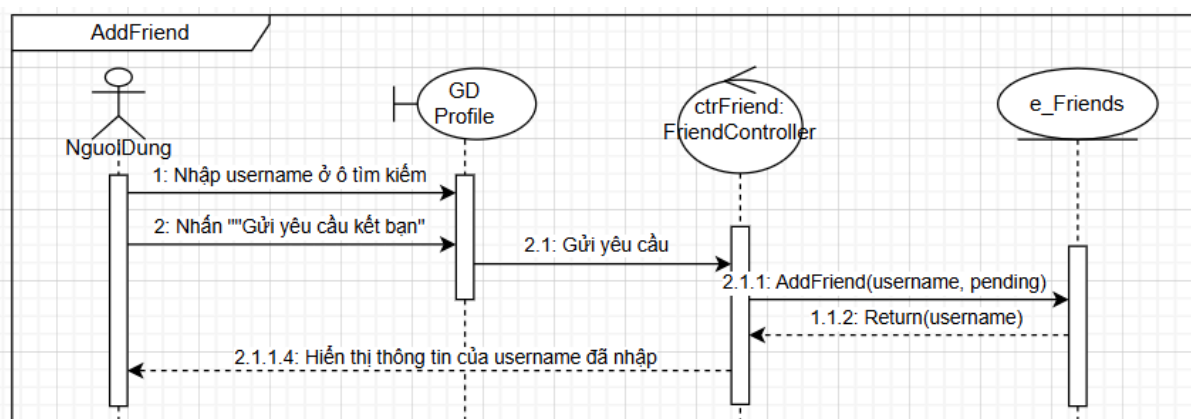 AddFriend
NguoIDung
GD
Profile
ctrFriend:
FriendController
e_Friends
1: Nhập username ở ô tìm kiếm
2: Nhấn ""Gửi yêu cầu kết bạn"
2.1: Gửi yêu cầu
2.1.1: AddFriend(username, pending)
1.1.2: Return(username)
2.1.1.4: Hiển thị thông tin của username đã nhập